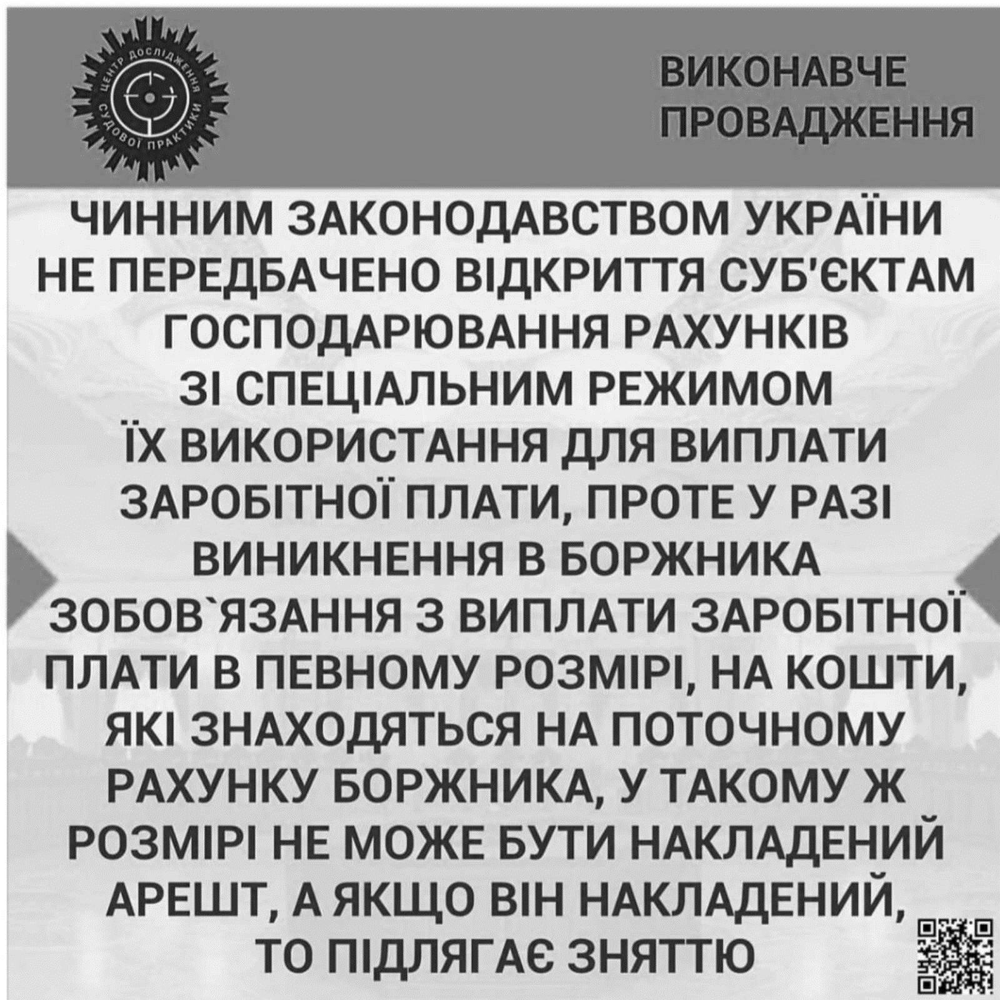 ЦЕНТР ДОСЛІДЖЕННЯ
СУДОВОЇ ПРАКТИКИ
ВИКОНАВЧЕ
ПРОВАДЖЕННЯ
ЧИННИМ ЗАКОНОДАВСТВОМ УКРАЇНИ
НЕ ПЕРЕДБАЧЕНО ВІДКРИТТЯ СУБ'ЄКТАМ
ГОСПОДАРЮВАННЯ РАХУНКІВ
ЗІ СПЕЦІАЛЬНИМ РЕЖИМОМ
ЇХ ВИКОРИСТАННЯ ДЛЯ ВИПЛАТИ
ЗАРОБІТНОЇ ПЛАТИ, ПРОТЕ У РАЗІ
ВИНИКНЕННЯ В БОРЖНИКА
ЗОБОВ`ЯЗАННЯ З ВИПЛАТИ ЗАРОБІТНОЇ
ПЛАТИ В ПЕВНОМУ РОЗМІРІ, НА КОШТИ,
ЯКІ ЗНАХОДЯТЬСЯ НА ПОТОЧНОМУ
РАХУНКУ БОРЖНИКА, У ТАКОМУ Ж
РОЗМІРІ НЕ МОЖЕ БУТИ НАКЛАДЕНИЙ
АРЕШТ, А ЯКЩО ВІН НАКЛАДЕНИЙ,
ТО ПІДЛЯГАЄ ЗНЯТТЮ